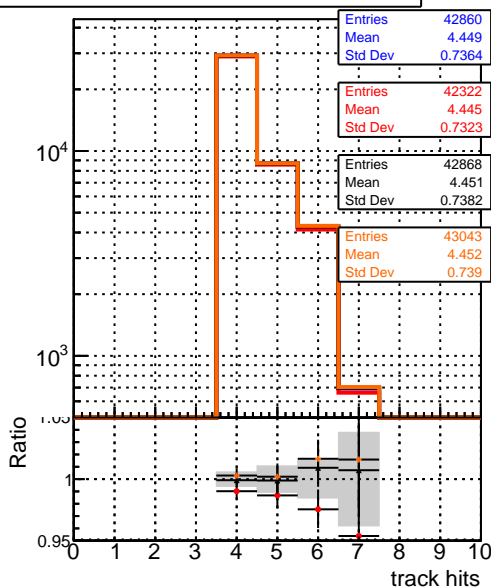 Entries 42860
Mean 4.449
Std Dev 0.7364
Entries 42322
Mean 4.445
Std Dev 0.7323
Entries 42868
Mean 4.451
Std Dev 0.7382
Entries 43043
Mean 4.452
Std Dev 0.739
10⁴
10³
Ratio
1
0.95
0 1 2 3 4 5 6 7 8 9 10
track hits